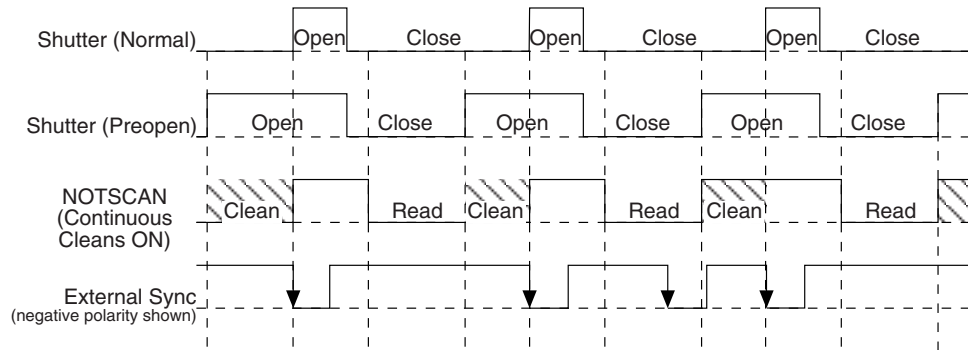 Shutter (Normal)
Open Close Open Close Open Close
Shutter (Preopen)
Open Close Open Close Open Close
NOTSCAN
(Continuous
Cleans ON)
Clean Read Clean Read Clean Read
External Sync
(negative polarity shown)